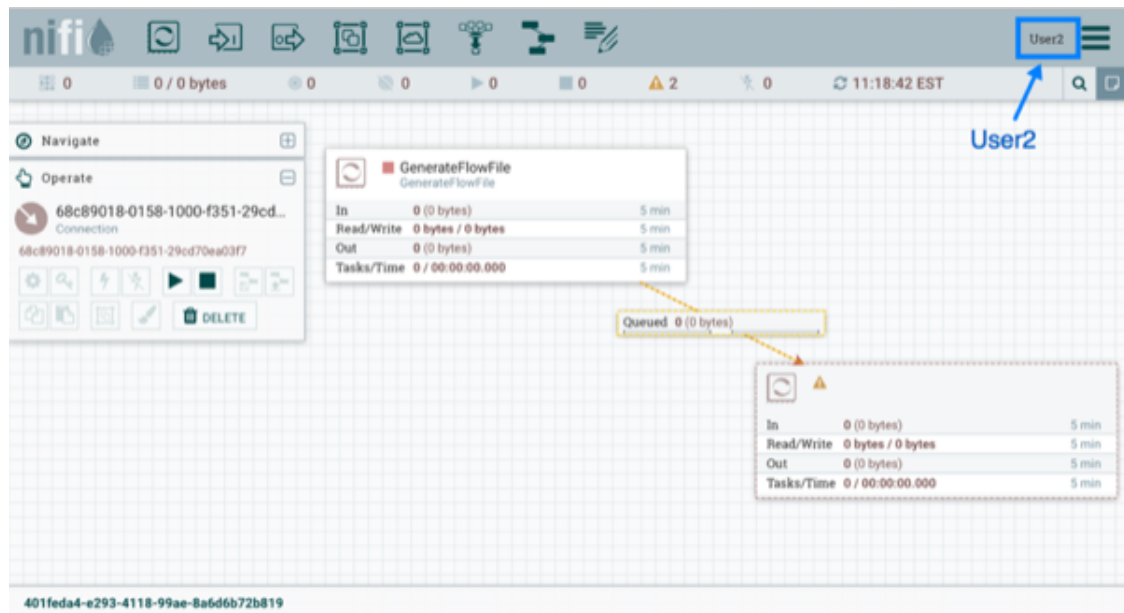 nifi User2
0 0 / 0 bytes 0 0 0 0 2 0 11:18:42 EST
User2
Navigate
Operate
68c89018-0158-1000-f351-29cd...
Connection
68c89018-0158-1000-f351-29cd70ea03f7
DELETE
GenerateFlowFile
GenerateFlowFile
In 0 (0 bytes) 5 min
Read/Write 0 bytes / 0 bytes 5 min
Out 0 (0 bytes) 5 min
Tasks/Time 0 / 00:00:00.000 5 min
Queued 0 (0 bytes)
In 0 (0 bytes) 5 min
Read/Write 0 bytes / 0 bytes 5 min
Out 0 (0 bytes) 5 min
Tasks/Time 0 / 00:00:00.000 5 min
401feda4-e293-4118-99ae-8a6d6b72b819